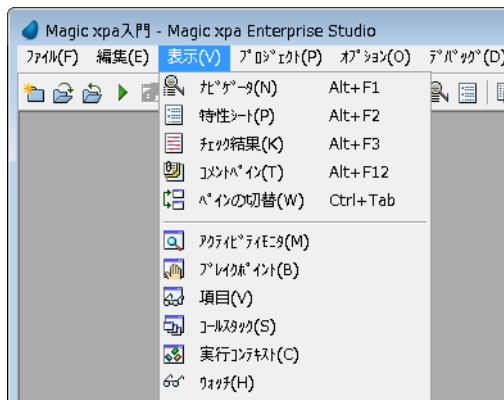 Magic xpa入門 - Magic xpa Enterprise Studio
ﾌｧｲﾙ(F) 編集(E) 表示(V) ﾌﾟﾛｼﾞｪｸﾄ(P) ｵﾌﾟｼｮﾝ(O) ﾃﾞﾊﾞｯｸﾞ(D)
ﾅﾋﾞｹﾞｰﾀ(N) Alt+F1
特性ｼｰﾄ(P) Alt+F2
ﾁｪｯｸ結果(K) Alt+F3
ｺﾒﾝﾄﾍﾟｲﾝ(T) Alt+F12
ﾍﾟｲﾝの切替(W) Ctrl+Tab
ｱｸﾃｨﾋﾞﾃｨﾓﾆﾀ(M)
ﾌﾞﾚｲｸﾎﾟｲﾝﾄ(B)
項目(V)
ｺｰﾙｽﾀｯｸ(S)
実行ｺﾝﾃｷｽﾄ(C)
ｳｫｯﾁ(H)